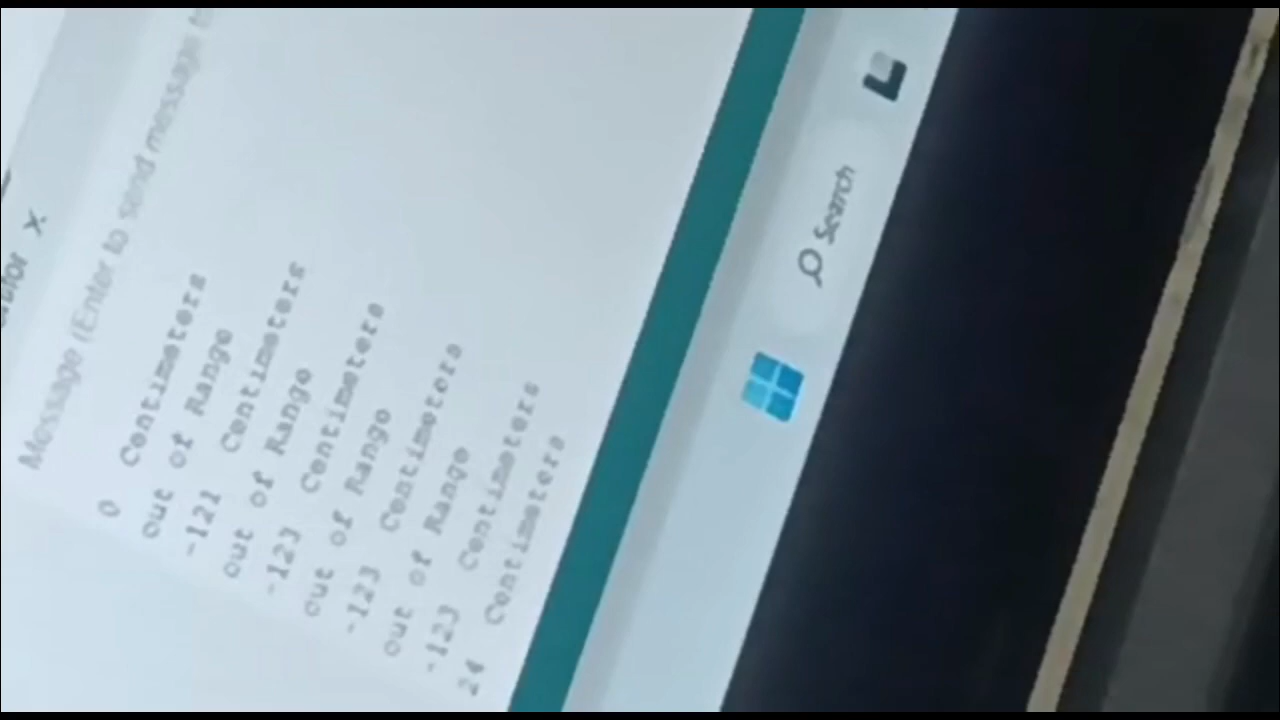 Message (Enter to send message to
0 Centimeters
out of Range
-121 Centimeters
out of Range
-123 Centimeters
out of Range
-123 Centimeters
out of Range
-123 Centimeters
24 Centimeters
Search